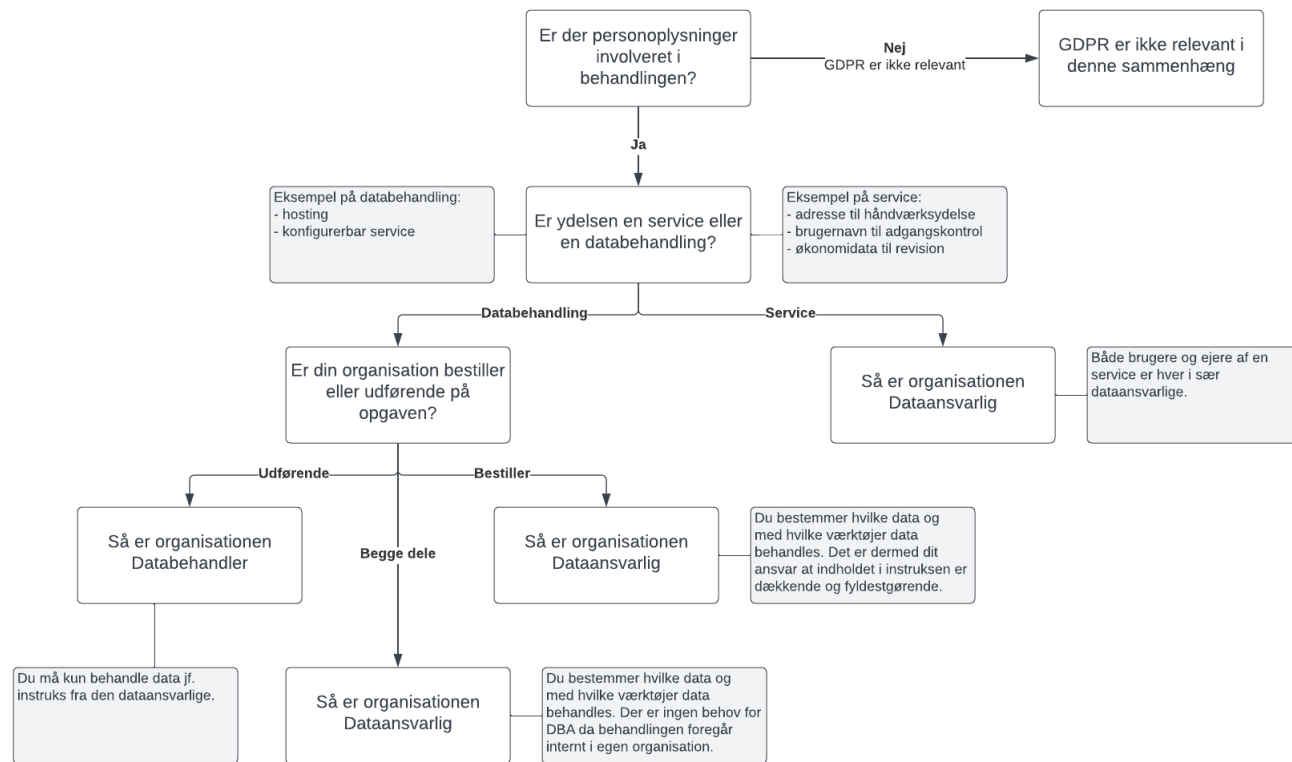 Er der personoplysninger
involveret i
behandlingen?
Nej
GDPR er ikke relevant
GDPR er ikke relevant i
denne sammenhæng
Ja
Eksempel på databehandling:
- hosting
- konfigurerbar service
Er ydelsen en service eller
en databehandling?
Eksempel på service:
- adresse til håndværksydelse
- brugernavn til adgangskontrol
- økonomidata til revision
Databehandling
Service
Er din organisation bestiller
eller udførende på
opgaven?
Så er organisationen
Dataansvarlig
Både brugere og ejere af en
service er hver i sær
dataansvarlige.
Udførende
Bestiller
Begge dele
Så er organisationen
Databehandler
Så er organisationen
Dataansvarlig
Du bestemmer hvilke data og
med hvilke værktøjer data
behandles. Det er dermed dit
ansvar at indholdet i instruksen er
dækkende og fyldestgørende.
Du må kun behandle data jf.
instruks fra den dataansvarlige.
Så er organisationen
Dataansvarlig
Du bestemmer hvilke data og
med hvilke værktøjer data
behandles. Der er ingen behov for
DBA da behandlingen foregår
internt i egen organisation.